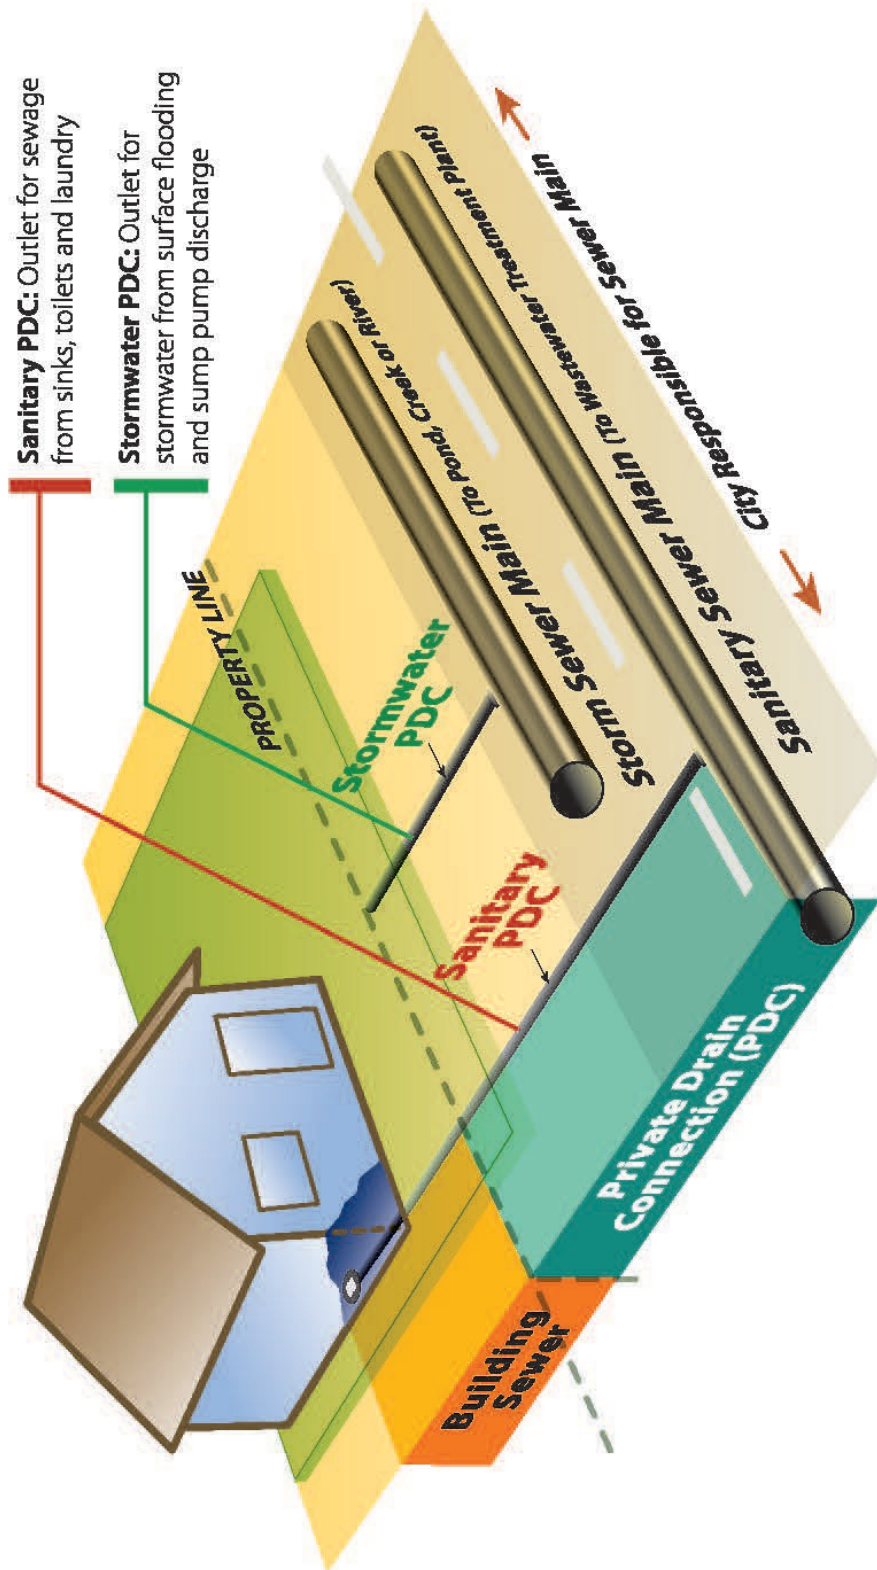 Sanitary PDC: Outlet for sewage
from sinks, toilets and laundry
Stormwater PDC: Outlet for
stormwater from surface flooding
and sump pump discharge
PROPERTY LINE
Stormwater
PDC
Sanitary
PDC
Storm Sewer Main (To Pond, Creek or River)
Sanitary Sewer Main (To Wastewater Treatment Plant)
City Responsible for Sewer Main
Building
Sewer
Private Drain
Connection (PDC)